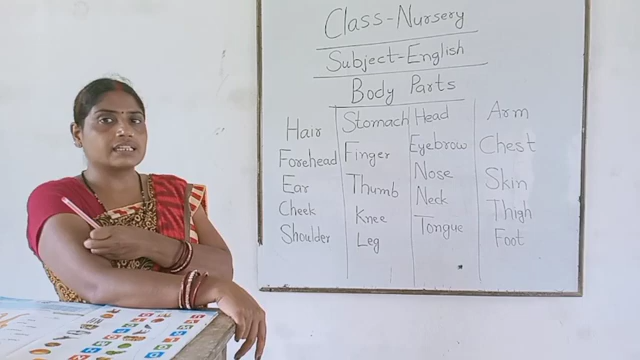 Class-Nursery
Subject-English
Body Parts
Hair Stomach Head Arm
Forehead Finger Eyebrow Chest
Ear Thumb Nose Skin
Cheek Knee Neck Thigh
Shoulder Leg Tongue Foot